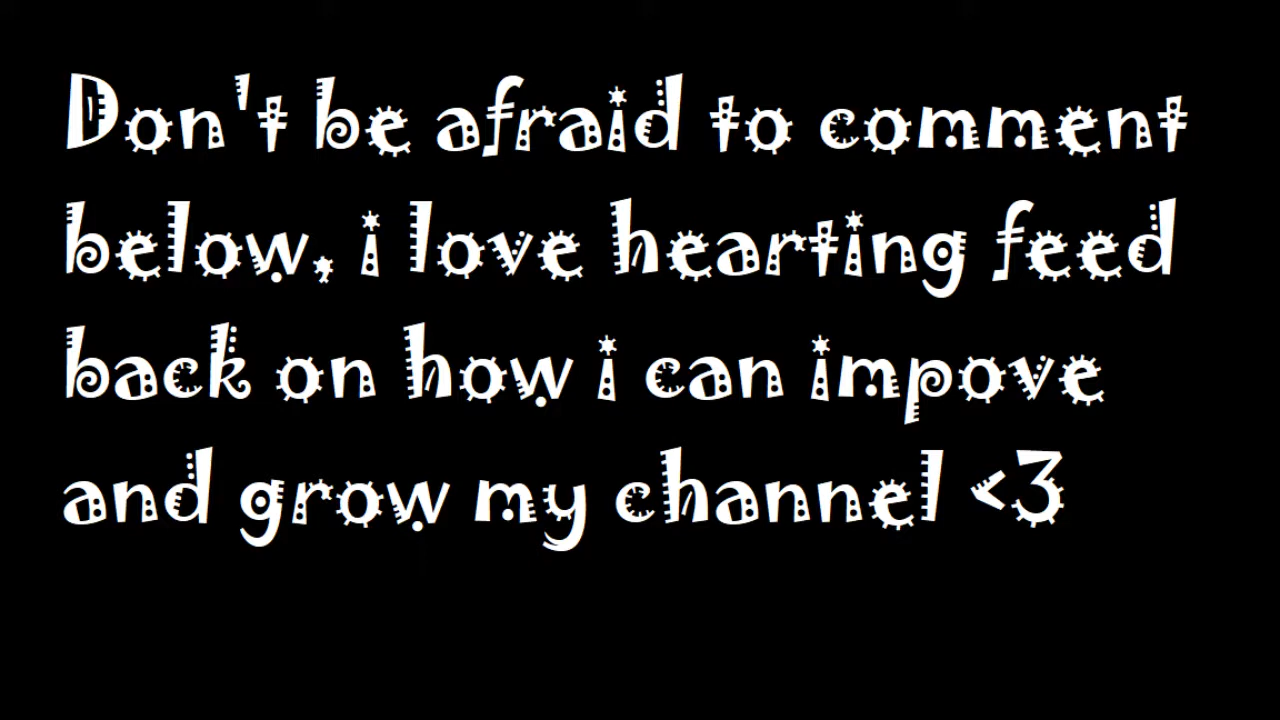 Don't be afraid to comment
below, i love hearting feed
back on how i can impove
and grow my channel <3